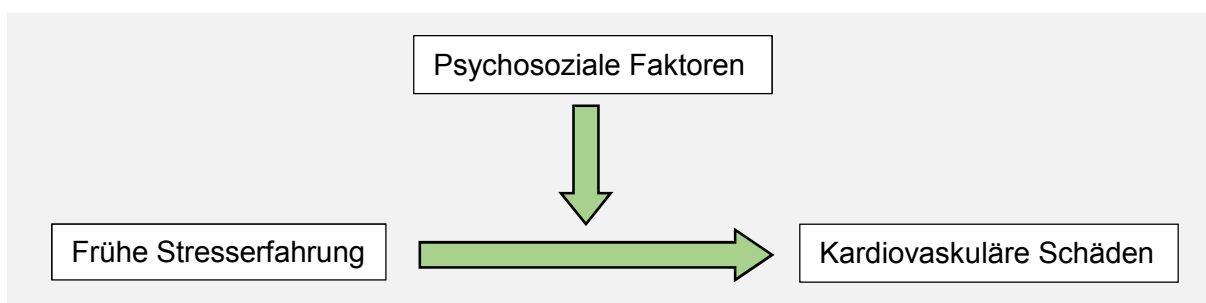 Psychosoziale Faktoren
Frühe Stresserfahrung
Kardiovaskuläre Schäden